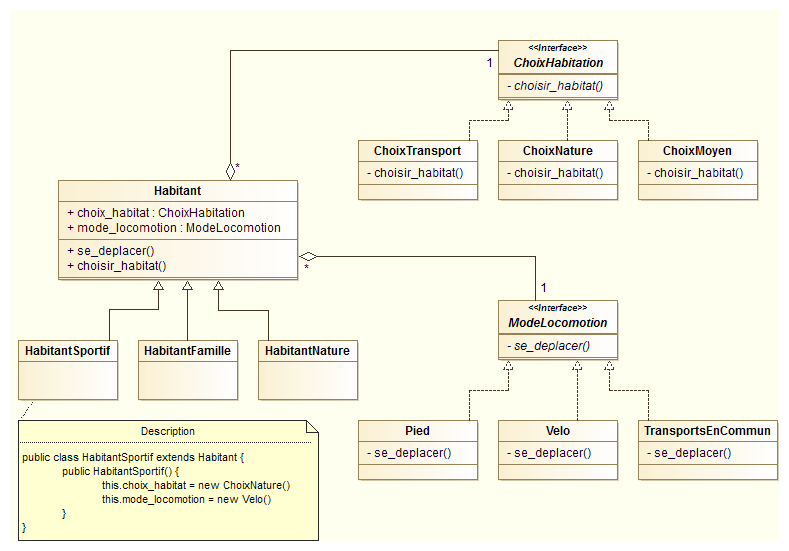 <<Interface>>
ChoixHabitation
- choisir_habitat()
1
ChoixTransport
- choisir_habitat()
ChoixNature
- choisir_habitat()
ChoixMoyen
- choisir_habitat()
*
Habitant
+ choix_habitat : ChoixHabitation
+ mode_locomotion : ModeLocomotion
+ se_deplacer()
+ choisir_habitat()
*
1
<<Interface>>
ModeLocomotion
- se_deplacer()
HabitantSportif
HabitantFamille
HabitantNature
Pied
- se_deplacer()
Velo
- se_deplacer()
TransportsEnCommun
- se_deplacer()
Description
public class HabitantSportif extends Habitant {
public HabitantSportif() {
this.choix_habitat = new ChoixNature()
this.mode_locomotion = new Velo()
}
}